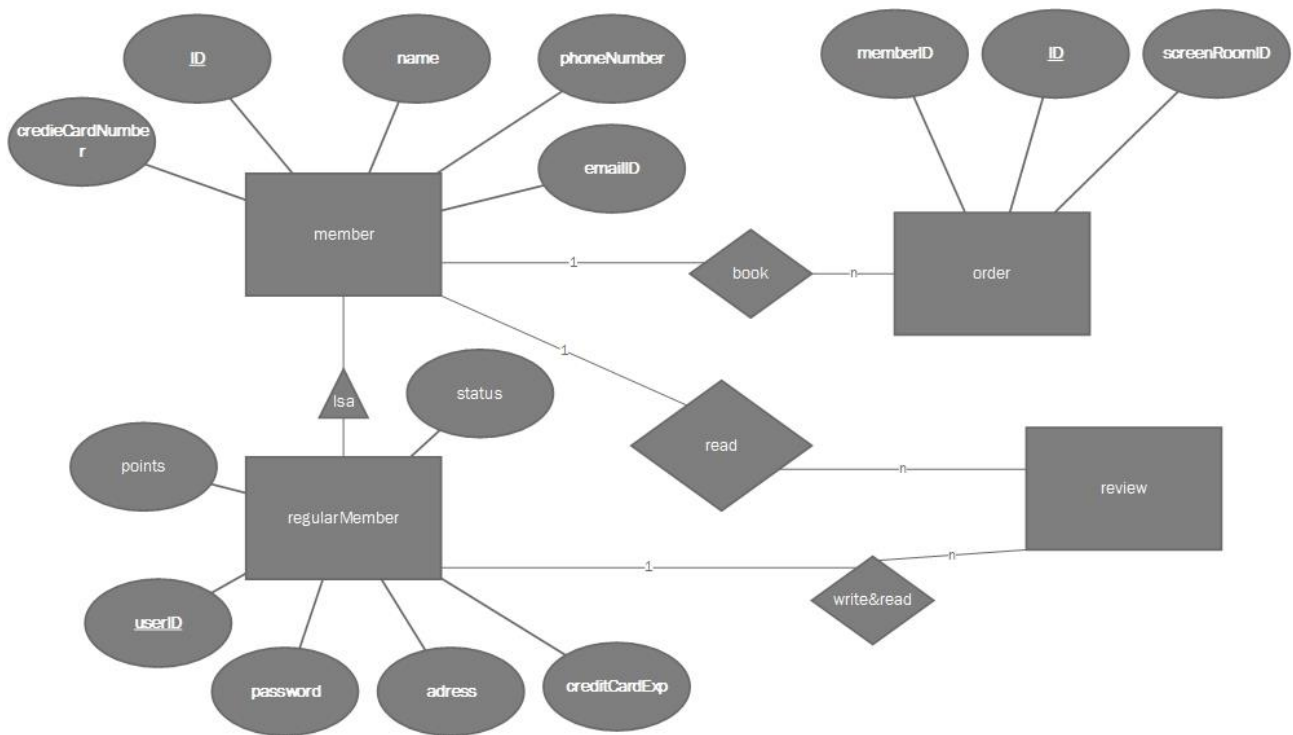 ID
name
phoneNumber
memberID
ID
screenRoomID
credieCardNumbe
r
emailID
member
1
book
n
order
1
Isa
status
read
points
n
review
regularMember
1
n
write&read
userID
password
adress
creditCardExp